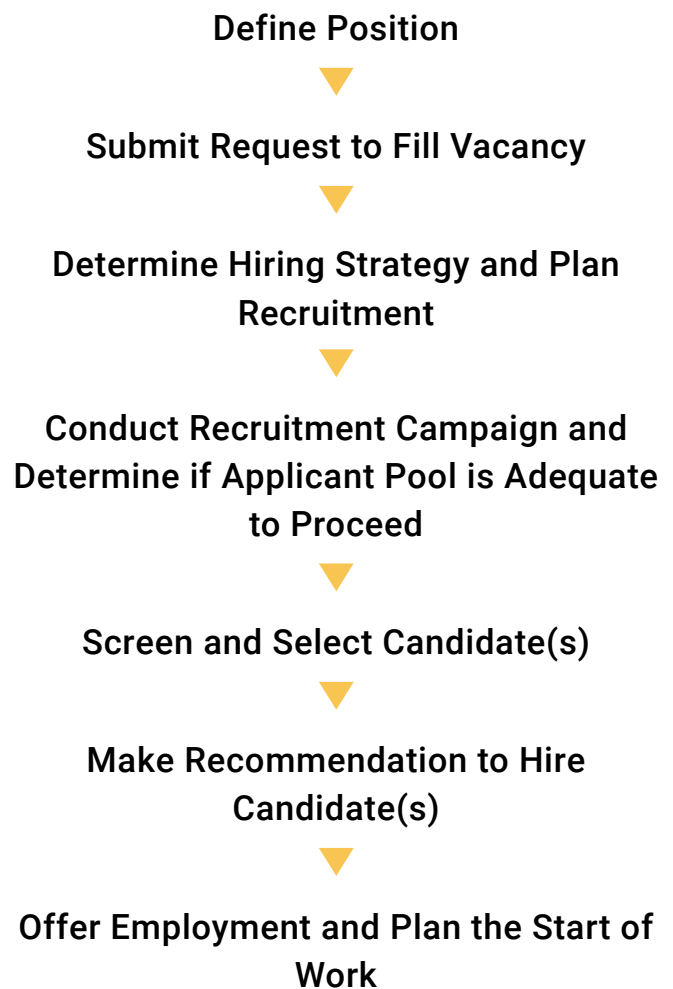 Define Position
Submit Request to Fill Vacancy
Determine Hiring Strategy and Plan
Recruitment
Conduct Recruitment Campaign and
Determine if Applicant Pool is Adequate
to Proceed
Screen and Select Candidate(s)
Make Recommendation to Hire
Candidate(s)
Offer Employment and Plan the Start of
Work